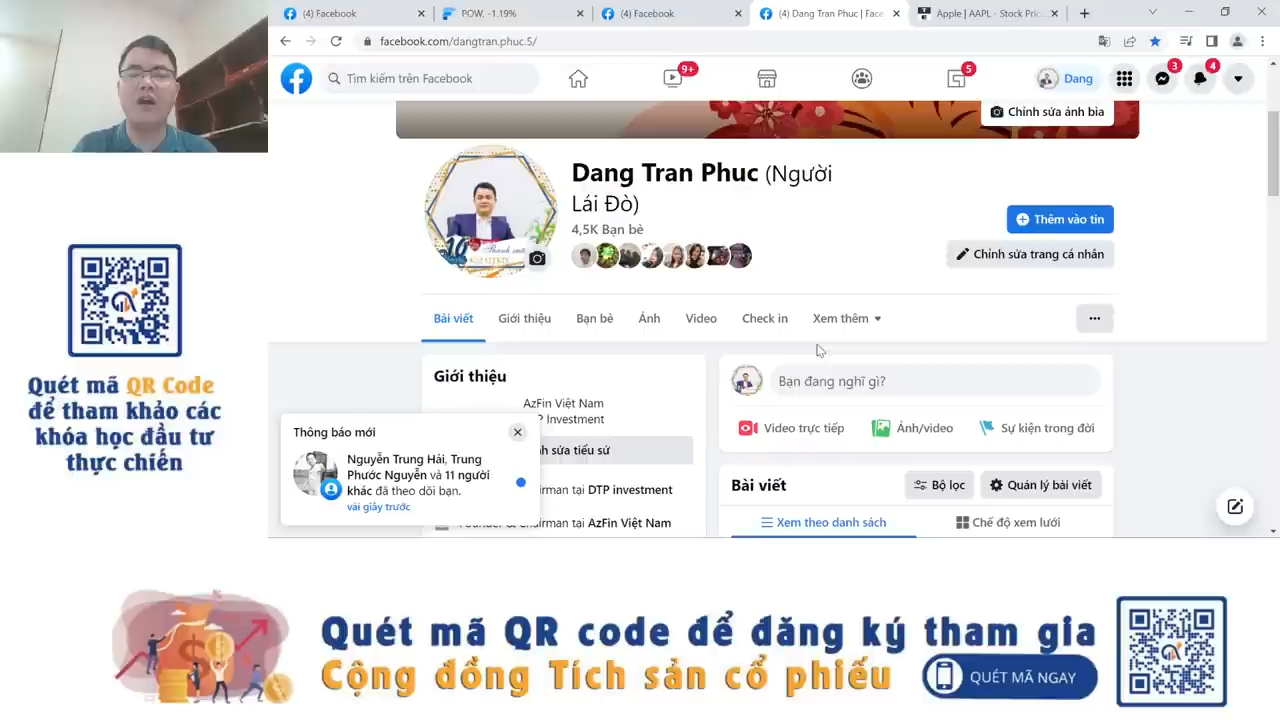 (4) Facebook
POW, -1.19%
(4) Facebook
(4) Dang Tran Phuc | Face
Apple | AAPL - Stock Pric
facebook.com/dangtran.phuc.5/
Tìm kiếm trên Facebook
9+
5
Dang
3
4
Chỉnh sửa ảnh bìa
Dang Tran Phuc (Người
Lái Đò)
4,5K Bạn bè
Thêm vào tin
Chỉnh sửa trang cá nhân
Bài viết
Giới thiệu
Bạn bè
Ảnh
Video
Check in
Xem thêm
Giới thiệu
AzFin Việt Nam
P Investment
nh sửa tiểu sử
irman tại DTP investment
Founder & Chairman tại AzFin Việt Nam
Bạn đang nghĩ gì?
Video trực tiếp
Ảnh/video
Sự kiện trong đời
Bài viết
Bộ lọc
Quản lý bài viết
Xem theo danh sách
Chế độ xem lưới
Thông báo mới
Nguyễn Trung Hải, Trung
Phước Nguyễn và 11 người
khác đã theo dõi bạn.
vài giây trước
Quét mã QR Code
để tham khảo các
khóa học đầu tư
thực chiến
Quét mã QR code để đăng ký tham gia
Cộng đồng Tích sản cổ phiếu
QUÉT MÃ NGAY